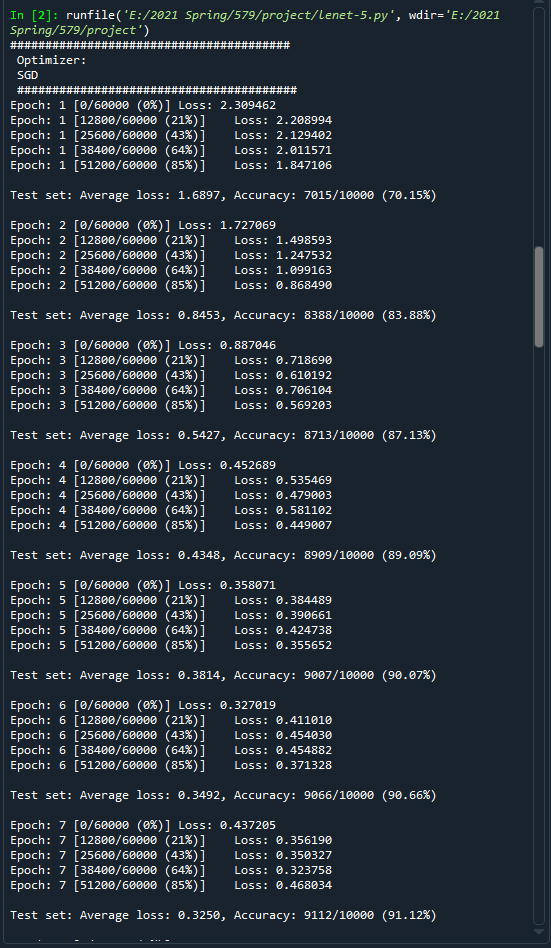 In [2]: runfile('E:/2021 Spring/579/project/lenet-5.py', wdir='E:/2021
Spring/579/project')
########################################
Optimizer:
SGD
########################################
Epoch: 1 [0/60000 (0%)] Loss: 2.309462
Epoch: 1 [12800/60000 (21%)] Loss: 2.208994
Epoch: 1 [25600/60000 (43%)] Loss: 2.129402
Epoch: 1 [38400/60000 (64%)] Loss: 2.011571
Epoch: 1 [51200/60000 (85%)] Loss: 1.847106
Test set: Average loss: 1.6897, Accuracy: 7015/10000 (70.15%)
Epoch: 2 [0/60000 (0%)] Loss: 1.727069
Epoch: 2 [12800/60000 (21%)] Loss: 1.498593
Epoch: 2 [25600/60000 (43%)] Loss: 1.247532
Epoch: 2 [38400/60000 (64%)] Loss: 1.099163
Epoch: 2 [51200/60000 (85%)] Loss: 0.868490
Test set: Average loss: 0.8453, Accuracy: 8388/10000 (83.88%)
Epoch: 3 [0/60000 (0%)] Loss: 0.887046
Epoch: 3 [12800/60000 (21%)] Loss: 0.718690
Epoch: 3 [25600/60000 (43%)] Loss: 0.610192
Epoch: 3 [38400/60000 (64%)] Loss: 0.706104
Epoch: 3 [51200/60000 (85%)] Loss: 0.569203
Test set: Average loss: 0.5427, Accuracy: 8713/10000 (87.13%)
Epoch: 4 [0/60000 (0%)] Loss: 0.452689
Epoch: 4 [12800/60000 (21%)] Loss: 0.535469
Epoch: 4 [25600/60000 (43%)] Loss: 0.479003
Epoch: 4 [38400/60000 (64%)] Loss: 0.581102
Epoch: 4 [51200/60000 (85%)] Loss: 0.449007
Test set: Average loss: 0.4348, Accuracy: 8909/10000 (89.09%)
Epoch: 5 [0/60000 (0%)] Loss: 0.358071
Epoch: 5 [12800/60000 (21%)] Loss: 0.384489
Epoch: 5 [25600/60000 (43%)] Loss: 0.390661
Epoch: 5 [38400/60000 (64%)] Loss: 0.424738
Epoch: 5 [51200/60000 (85%)] Loss: 0.355652
Test set: Average loss: 0.3814, Accuracy: 9007/10000 (90.07%)
Epoch: 6 [0/60000 (0%)] Loss: 0.327019
Epoch: 6 [12800/60000 (21%)] Loss: 0.411010
Epoch: 6 [25600/60000 (43%)] Loss: 0.454030
Epoch: 6 [38400/60000 (64%)] Loss: 0.454882
Epoch: 6 [51200/60000 (85%)] Loss: 0.371328
Test set: Average loss: 0.3492, Accuracy: 9066/10000 (90.66%)
Epoch: 7 [0/60000 (0%)] Loss: 0.437205
Epoch: 7 [12800/60000 (21%)] Loss: 0.356190
Epoch: 7 [25600/60000 (43%)] Loss: 0.350327
Epoch: 7 [38400/60000 (64%)] Loss: 0.323758
Epoch: 7 [51200/60000 (85%)] Loss: 0.468034
Test set: Average loss: 0.3250, Accuracy: 9112/10000 (91.12%)